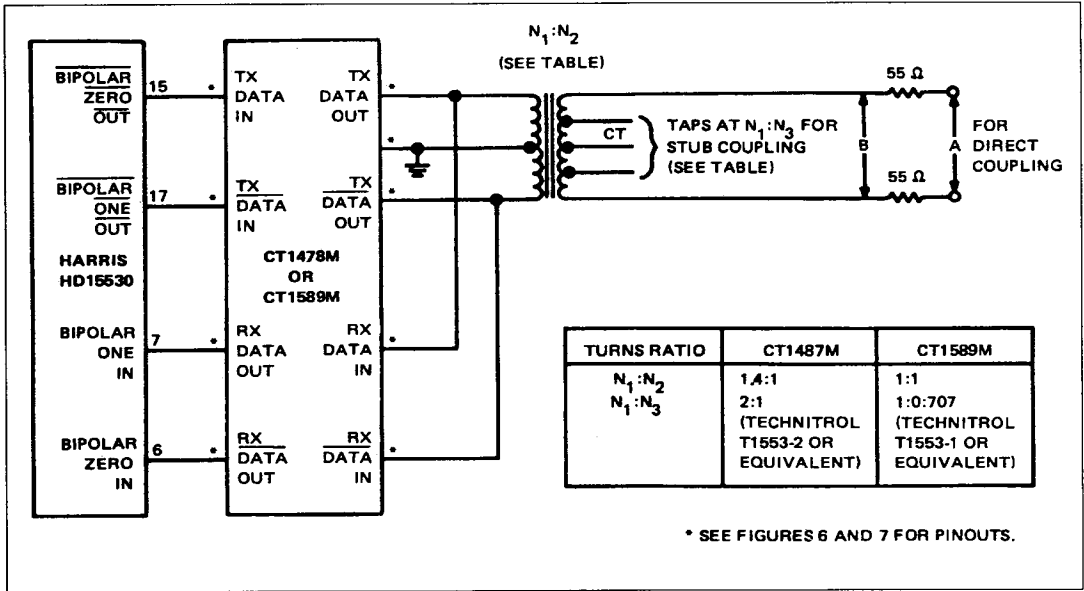 N1:N2
(SEE TABLE)
BIPOLAR
ZERO
OUT
15
*
TX
DATA
IN
TX
DATA
OUT
*
*
BIPOLAR
ONE
OUT
17
*
TX
DATA
IN
TX
DATA
OUT
*
HARRIS
HD15530
CT1478M
OR
CT1589M
BIPOLAR
ONE
IN
7
*
RX
DATA
OUT
RX
DATA
IN
*
BIPOLAR
ZERO
IN
6
*
RX
DATA
OUT
RX
DATA
IN
*
CT
TAPS AT N1:N3 FOR
STUB COUPLING
(SEE TABLE)
B
55 Ω
55 Ω
A
FOR
DIRECT
COUPLING
TURNS RATIO CT1487M CT1589M
N1:N2 1.4:1 1:1
N1:N3 2:1 1:0:707
(TECHNITROL (TECHNITROL
T1553-2 OR T1553-1 OR
EQUIVALENT) EQUIVALENT)
* SEE FIGURES 6 AND 7 FOR PINOUTS.